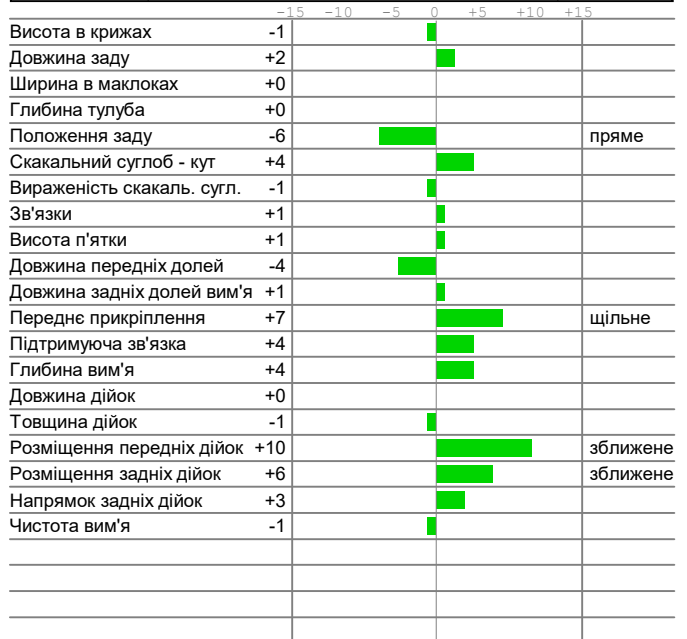 -15 -10 -5 0 +5 +10 +15
Висота в крижах -1
Довжина заду +2
Ширина в маклоках +0
Глибина тулуба +0
Положення заду -6 пряме
Скакальний суглоб - кут +4
Вираженість скакаль. сугл. -1
Зв'язки +1
Висота п'ятки +1
Довжина передніх долей -4
Довжина задніх долей вим'я +1
Переднє прикріплення +7 щільне
Підтримуюча зв'язка +4
Глибина вим'я +4
Довжина дійок +0
Товщина дійок -1
Розміщення передніх дійок +10 зближене
Розміщення задніх дійок +6 зближене
Напрямок задніх дійок +3
Чистота вим'я -1